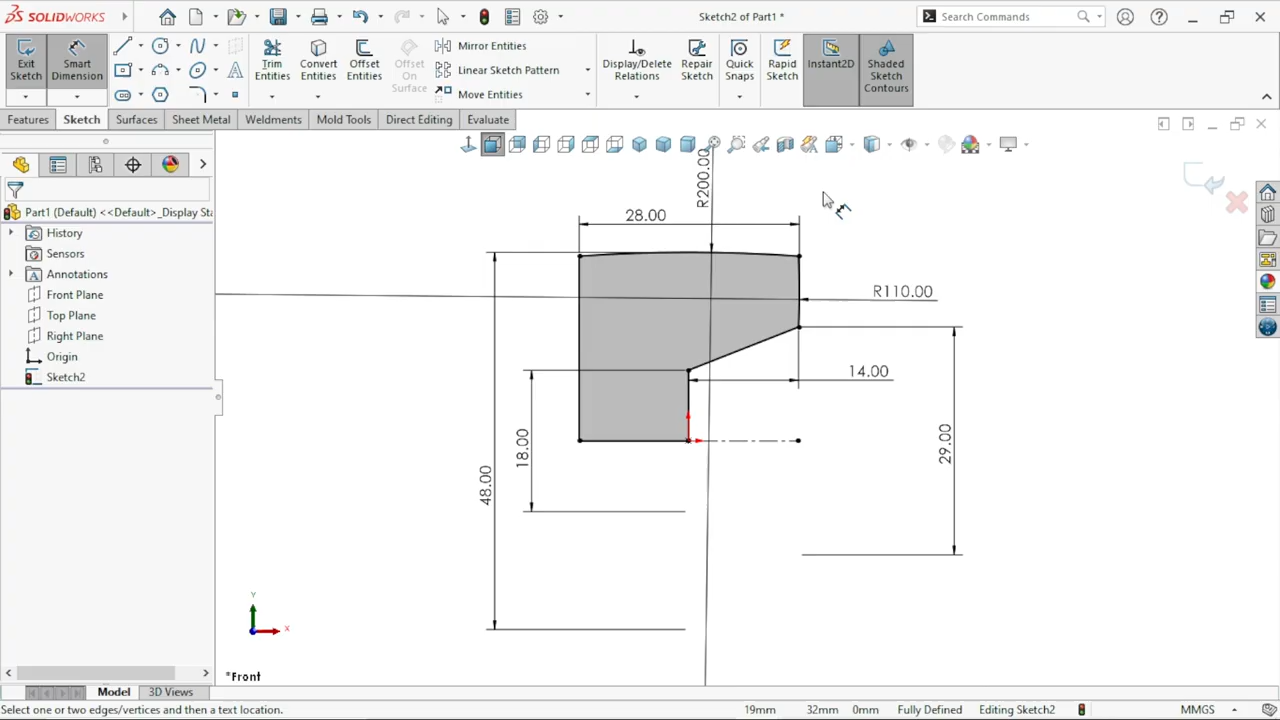 SOLIDWORKS
Sketch2 of Part1 *
Search Commands
Exit Sketch
Smart Dimension
Trim Entities
Convert Entities
Offset Entities
Offset On Surface
Mirror Entities
Linear Sketch Pattern
Move Entities
Display/Delete Relations
Repair Sketch
Quick Snaps
Rapid Sketch
Instant2D
Shaded Sketch Contours
Features
Sketch
Surfaces
Sheet Metal
Weldments
Mold Tools
Direct Editing
Evaluate
Part1 (Default) <<Default>_Display Sta
History
Sensors
Annotations
Front Plane
Top Plane
Right Plane
Origin
Sketch2
R200.00
28.00
R110.00
14.00
18.00
29.00
48.00
Y
X
*Front
Model
3D Views
Select one or two edges/vertices and then a text location.
19mm
32mm
0mm
Fully Defined
Editing Sketch2
MMGS